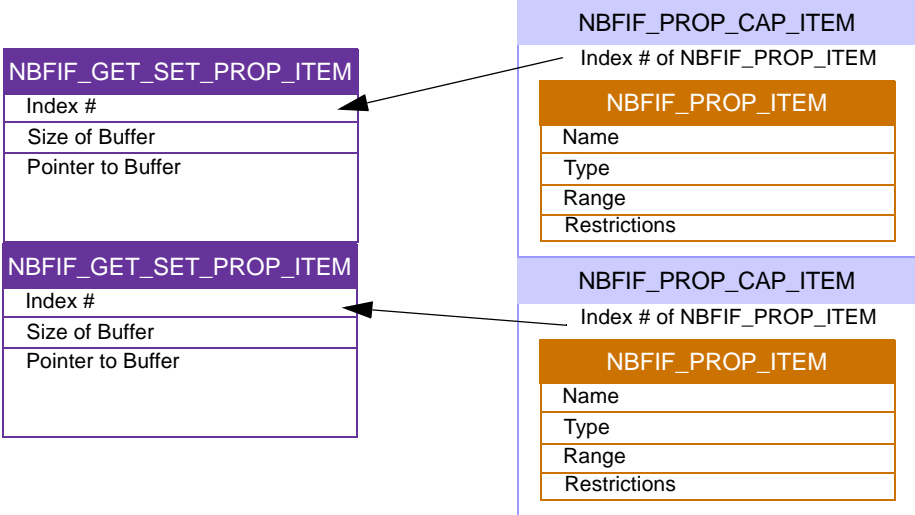 NBFIF_GET_SET_PROP_ITEM
Index #
Size of Buffer
Pointer to Buffer
NBFIF_GET_SET_PROP_ITEM
Index #
Size of Buffer
Pointer to Buffer
NBFIF_PROP_CAP_ITEM
Index # of NBFIF_PROP_ITEM
NBFIF_PROP_ITEM
Name
Type
Range
Restrictions
NBFIF_PROP_CAP_ITEM
Index # of NBFIF_PROP_ITEM
NBFIF_PROP_ITEM
Name
Type
Range
Restrictions